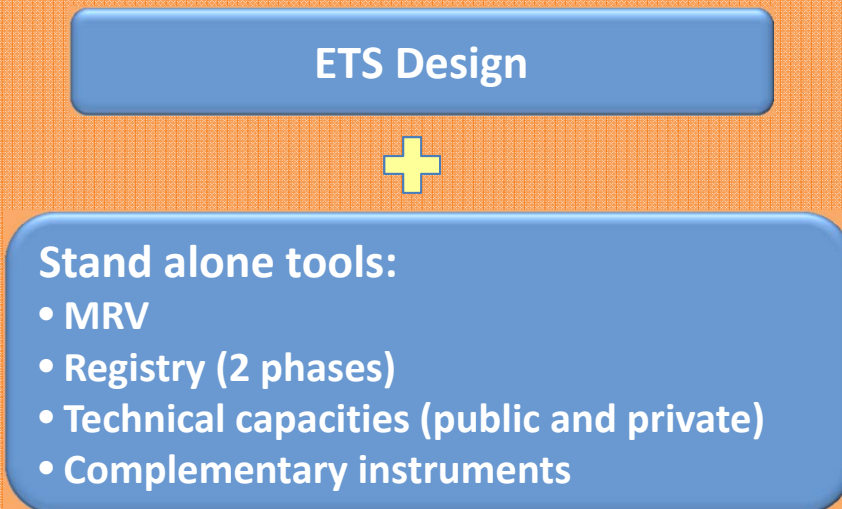 ETS Design
Stand alone tools:
• MRV
• Registry (2 phases)
• Technical capacities (public and private)
• Complementary instruments